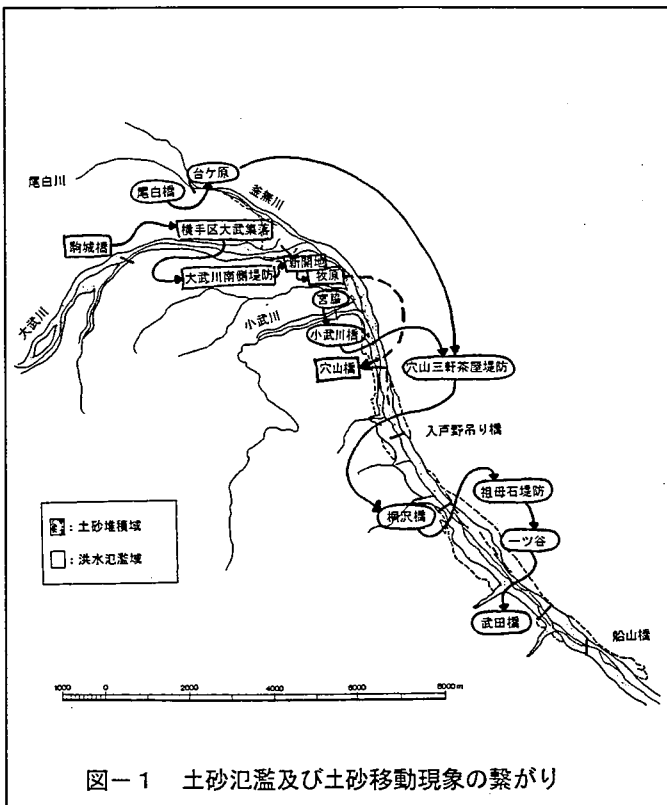 台ケ原
尾白川
尾白橋
釜無川
横手区大武集落
駒城橋
新開地
大武川南側堤防
牧原
宮脇
大武川
小武川
小武川橋
穴山橋
穴山三軒茶屋堤防
入戸野吊り橋
祖母石堤防
桐沢橋
一ツ谷
:土砂堆積域
:洪水氾濫域
武田橋
船山橋
1000 0 2000 4000 6000 8000 m
図-1 土砂氾濫及び土砂移動現象の繋がり